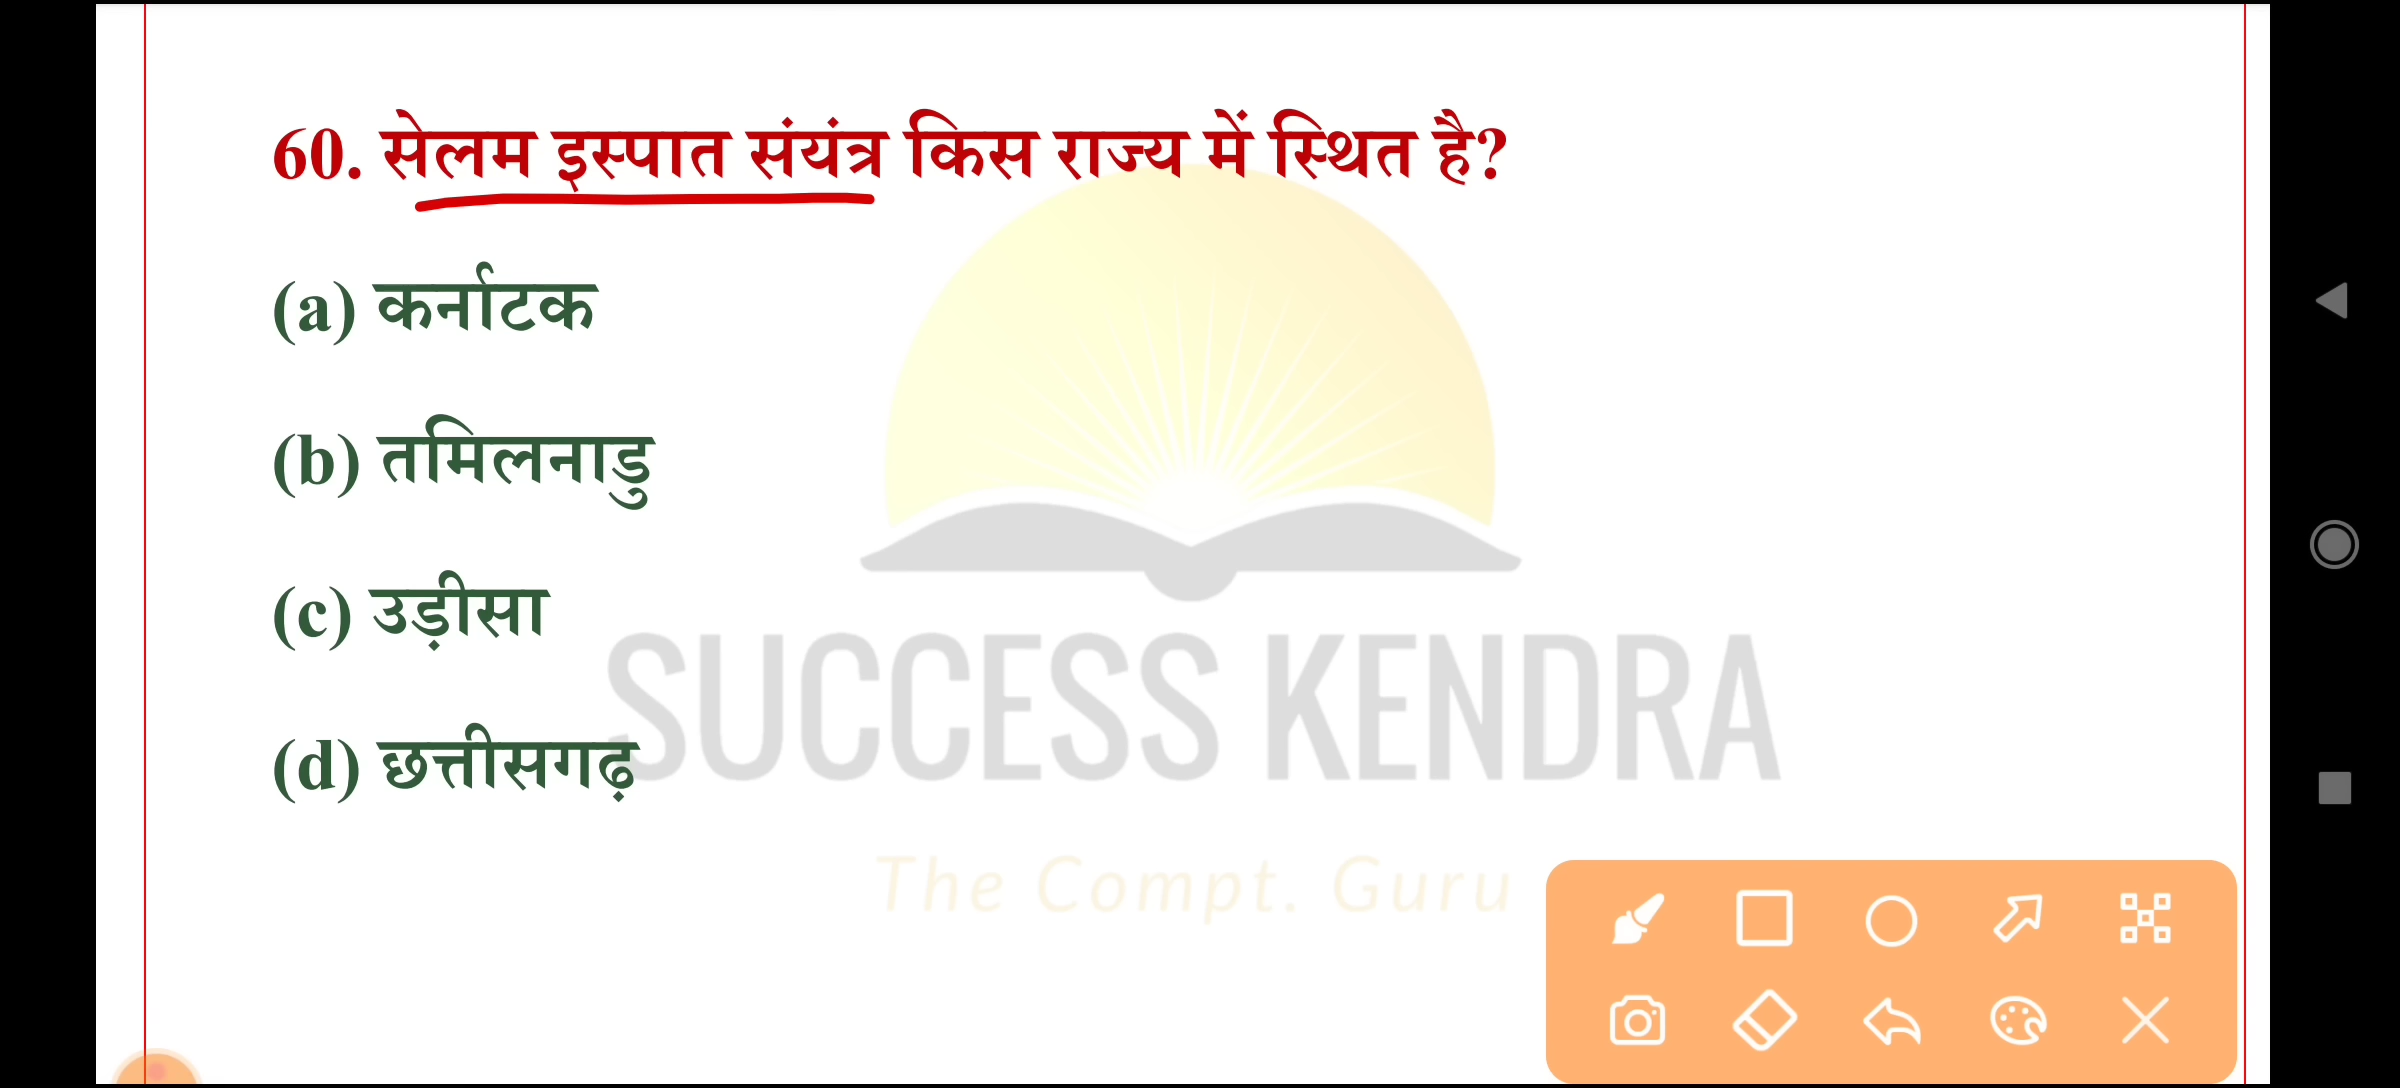 60. सेलम इस्पात संयंत्र किस राज्य में स्थित है?
(a) कर्नाटक
(b) तमिलनाडु
(c) उड़ीसा
(d) छत्तीसगढ़
SUCCESS KENDRA
The Compt. Guru